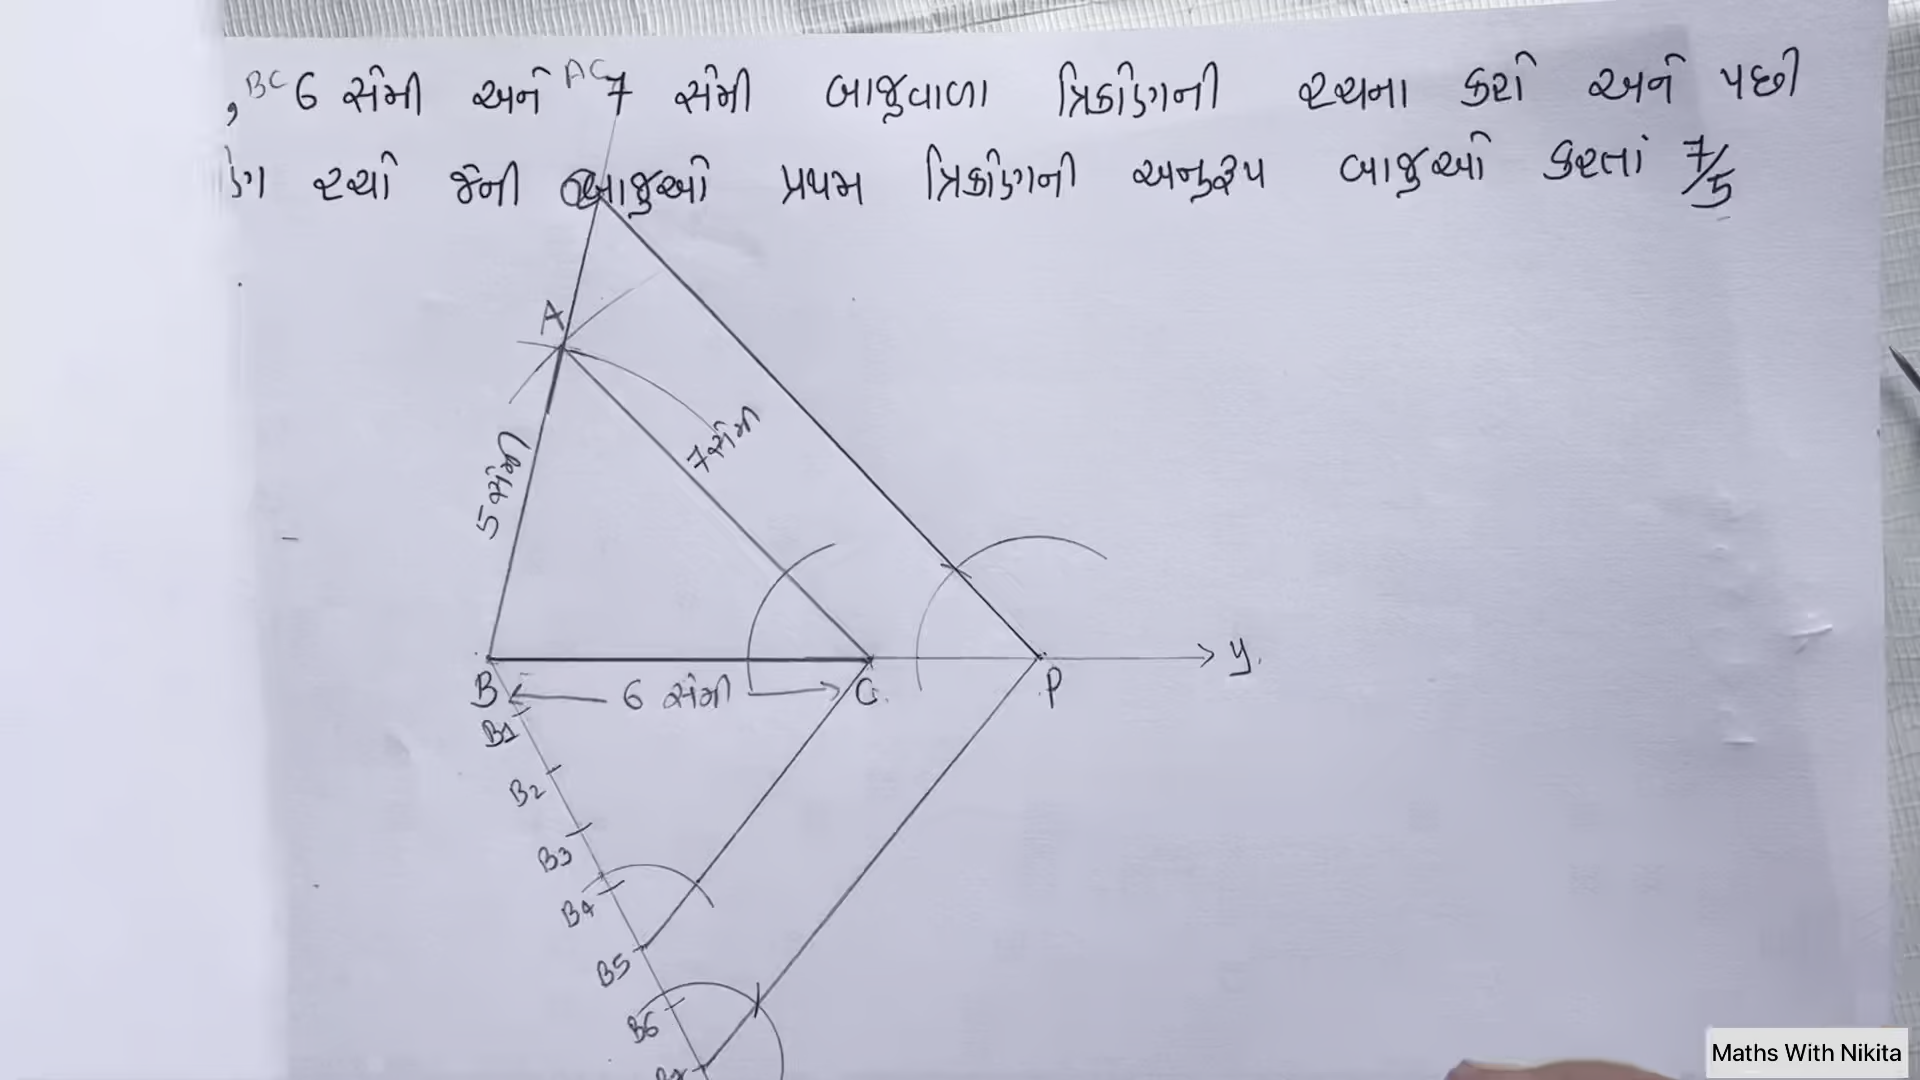 , BC 6 સેમી અને AC 7 સેમી બાજુવાળા ત્રિકોણની રચના કરો અને પછી
ણ રચો જેની બાજુઓ પ્રથમ ત્રિકોણની અનુરૂપ બાજુઓ કરતાં 7/5
A
7 સેમી
5 સેમી
B
6 સેમી
C
P
y
B1
B2
B3
B4
B5
B6
Maths With Nikita